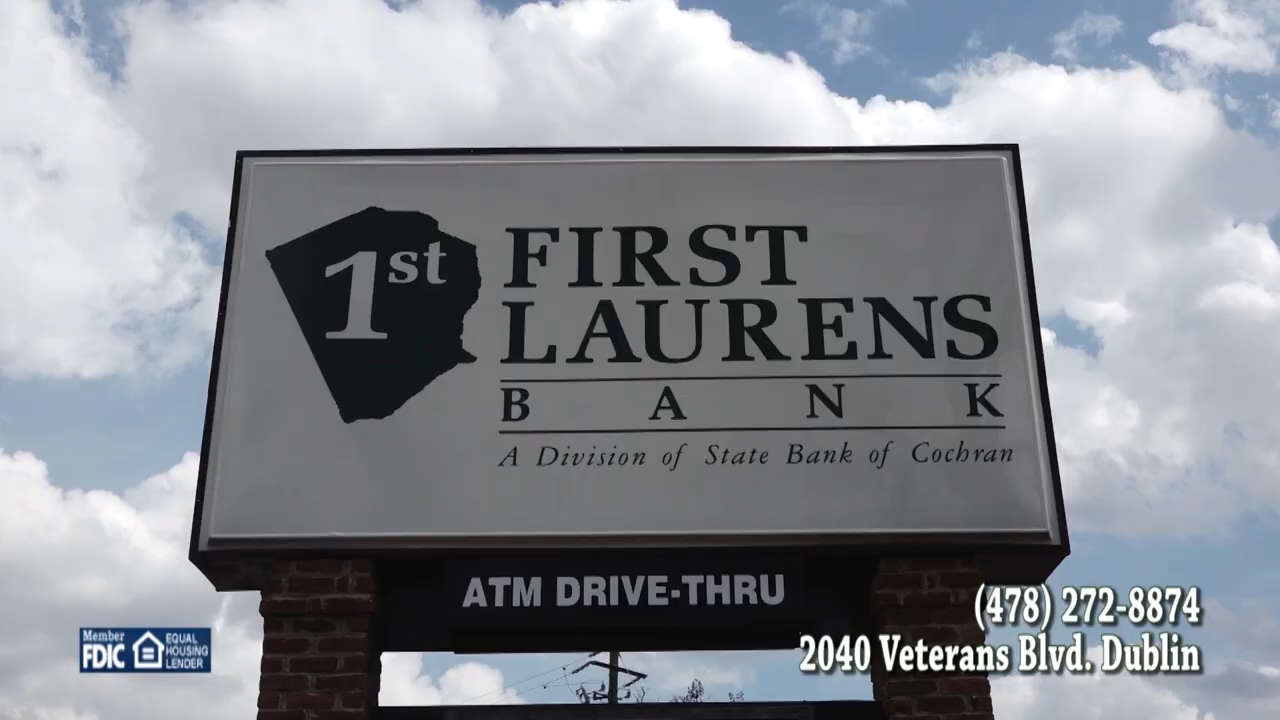 1st
FIRST
LAURENS
BANK
A Division of State Bank of Cochran
ATM DRIVE-THRU
(478) 272-8874
2040 Veterans Blvd. Dublin
Member
FDIC
EQUAL
HOUSING
LENDER